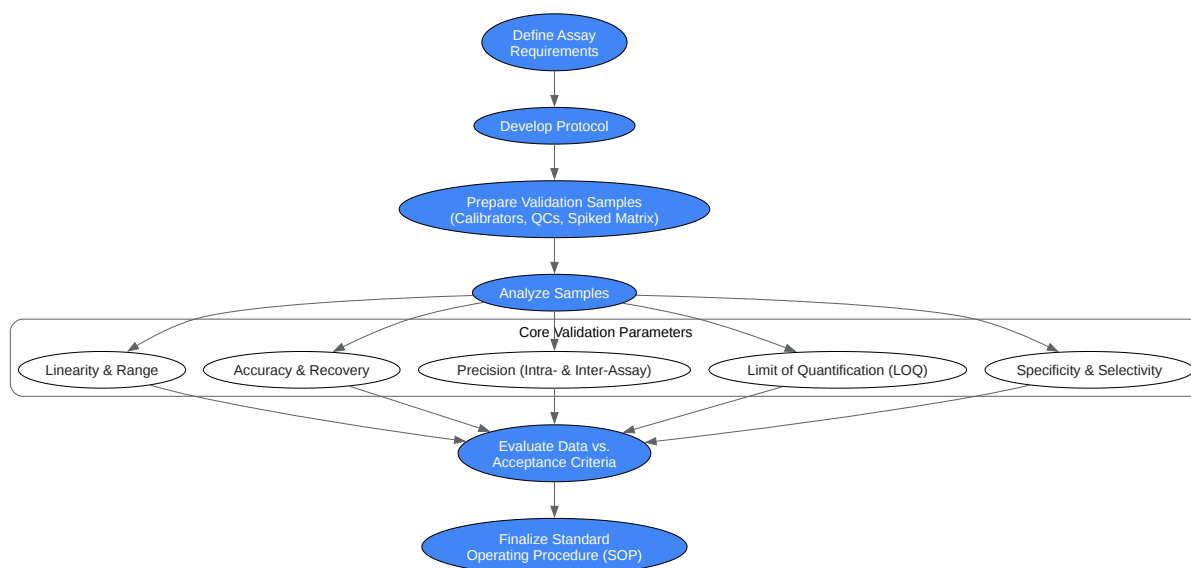 Define Assay
Requirements
Develop Protocol
Prepare Validation Samples
(Calibrators, QCs, Spiked Matrix)
Analyze Samples
Core Validation Parameters
Linearity & Range
Accuracy & Recovery
Precision (Intra- & Inter-Assay)
Limit of Quantification (LOQ)
Specificity & Selectivity
Evaluate Data vs.
Acceptance Criteria
Finalize Standard
Operating Procedure (SOP)